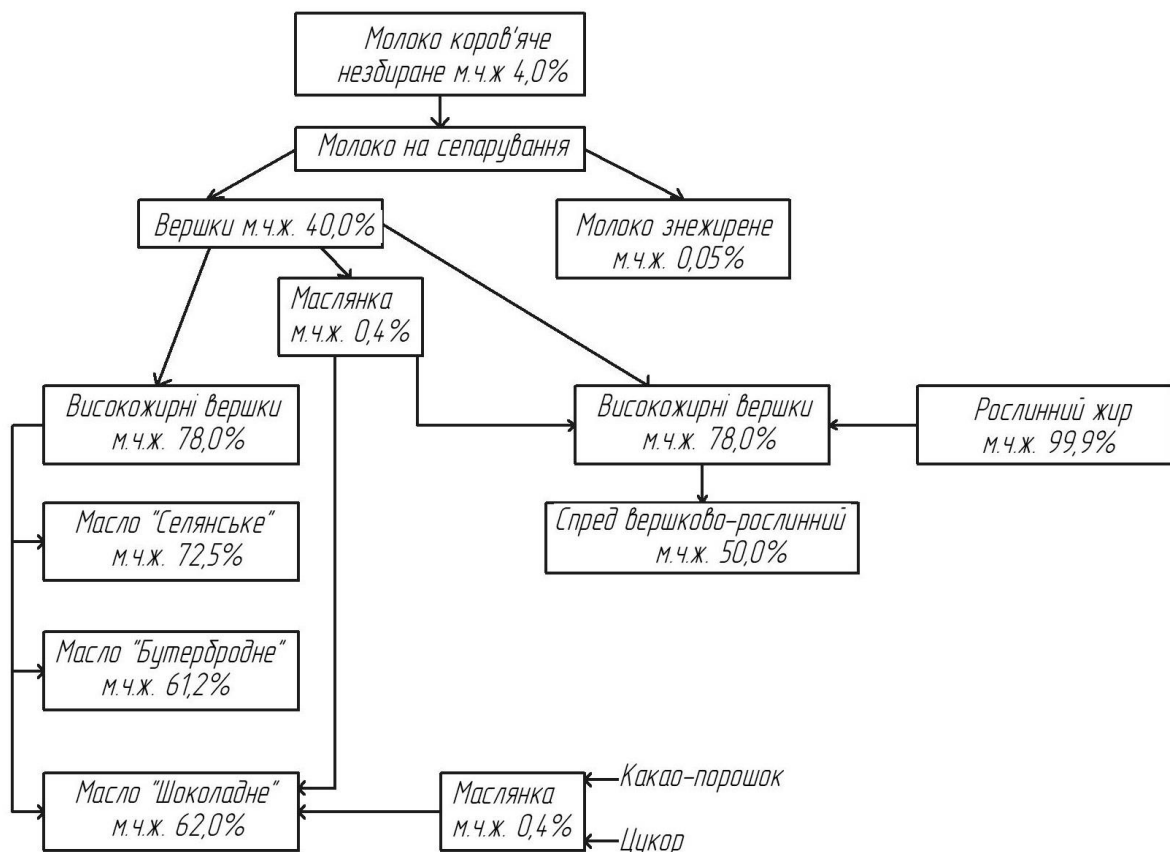 Молоко коров'яче
незбиране м.ч.ж 4,0%
Молоко на сепарування
Вершки м.ч.ж. 40,0%
Молоко знежирене
м.ч.ж. 0,05%
Маслянка
м.ч.ж. 0,4%
Високожирні вершки
м.ч.ж. 78,0%
Високожирні вершки
м.ч.ж. 78,0%
Рослинний жир
м.ч.ж. 99,9%
Масло "Селянське"
м.ч.ж. 72,5%
Спред вершково-рослинний
м.ч.ж. 50,0%
Масло "Бутербродне"
м.ч.ж. 61,2%
Масло "Шоколадне"
м.ч.ж. 62,0%
Маслянка
м.ч.ж. 0,4%
Какао-порошок
Цукор